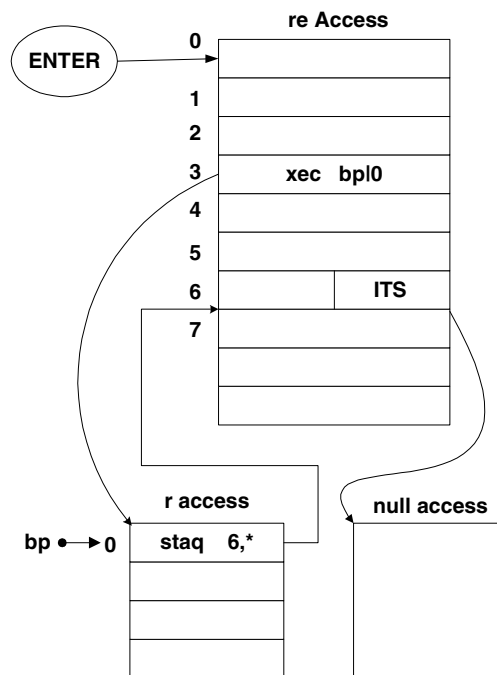 re Access
0
ENTER
1
2
3 xec bp|0
4
5
6 ITS
7
r access
null access
bp 0 staq 6,*